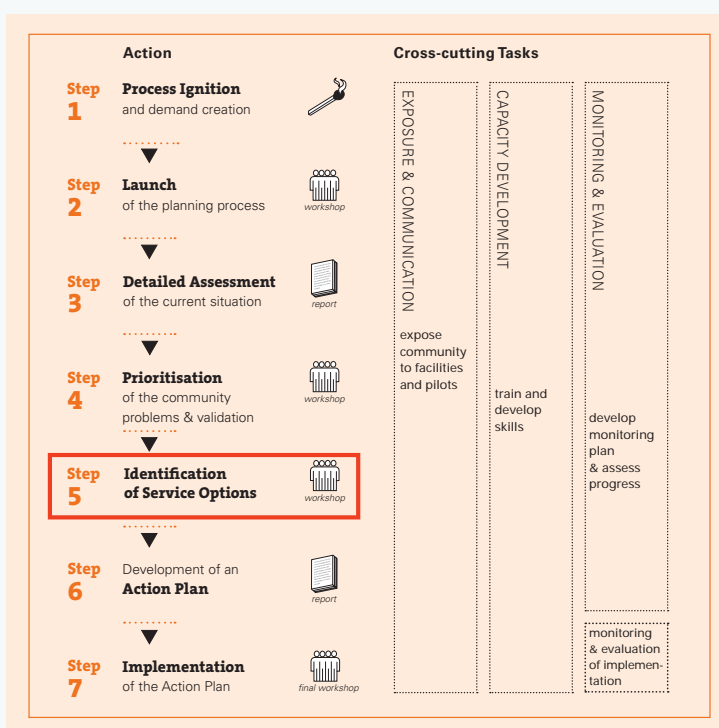 Action
Cross-cutting Tasks
Step
1
Process Ignition
and demand creation
Step
2
Launch
of the planning process
workshop
Step
3
Detailed Assessment
of the current situation
report
Step
4
Prioritisation
of the community
problems & validation
workshop
Step
5
Identification
of Service Options
workshop
Step
6
Development of an
Action Plan
report
Step
7
Implementation
of the Action Plan
final workshop
EXPOSURE & COMMUNICATION
expose
community
to facilities
and pilots
CAPACITY DEVELOPMENT
train and
develop
skills
MONITORING & EVALUATION
develop
monitoring
plan
& assess
progress
monitoring
& evaluation
of implemen-
tation